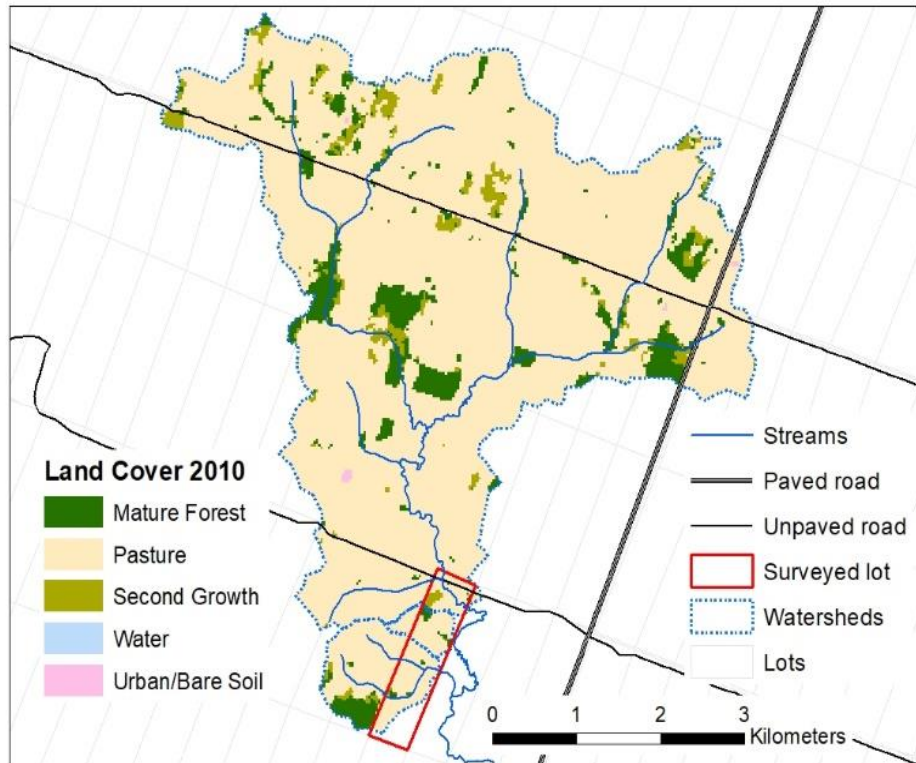 Land Cover 2010
Mature Forest
Pasture
Second Growth
Water
Urban/Bare Soil
Streams
Paved road
Unpaved road
Surveyed lot
Watersheds
Lots
0 1 2 3
Kilometers